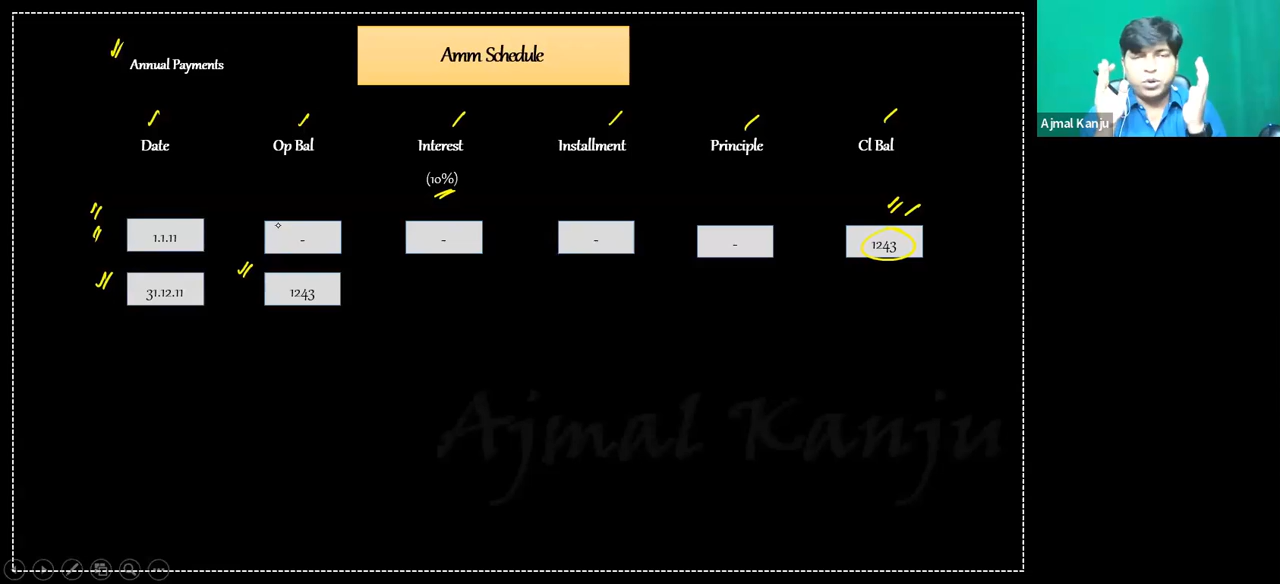 Amm Schedule
Annual Payments
Date Op Bal Interest Installment Principle Cl Bal
(10%)
1.1.11 - - - - 1243
31.12.11 1243
Ajmal Kanju
Ajmal Kanju